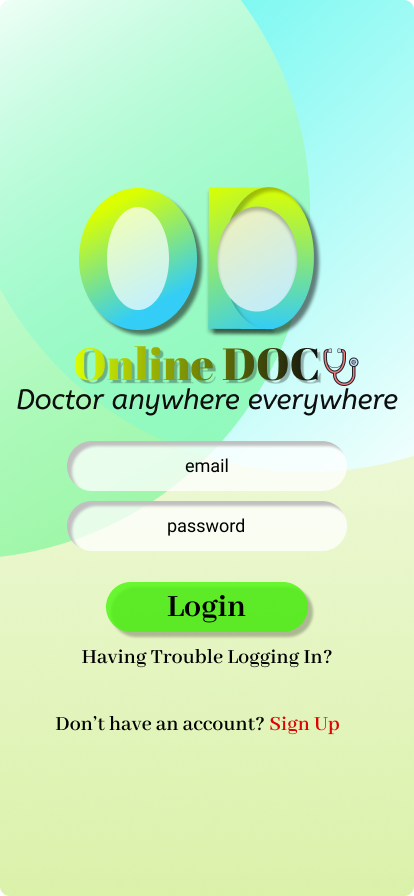 OD
Online DOC
Doctor anywhere everywhere
email
password
Login
Having Trouble Logging In?
Don't have an account? Sign Up